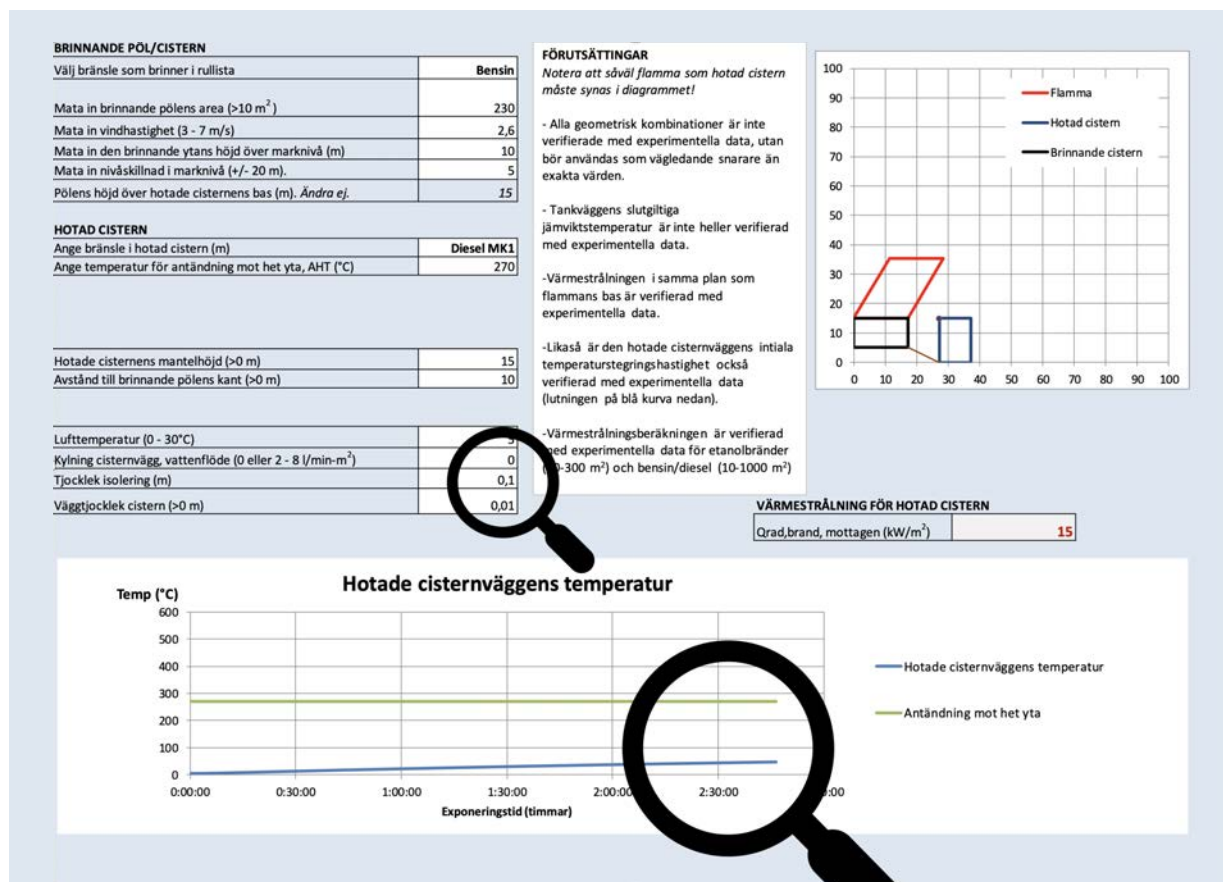 BRINNANDE PÖL/CISTERN
Välj bränsle som brinner i rullista Bensin
Mata in brinnande pölens area (>10 m²) 230
Mata in vindhastighet (3 - 7 m/s) 2,6
Mata in den brinnande ytans höjd över marknivå (m) 10
Mata in nivåskillnad i marknivå (+/- 20 m). 5
Pölens höjd över hotade cisternens bas (m). Ändra ej. 15
HOTAD CISTERN
Ange bränsle i hotad cistern (m) Diesel MK1
Ange temperatur för antändning mot het yta, AHT (°C) 270
Hotade cisternens mantelhöjd (>0 m) 15
Avstånd till brinnande pölens kant (>0 m) 10
Lufttemperatur (0 - 30°C)
Kylning cisternvägg, vattenflöde (0 eller 2 - 8 l/min-m²) 0
Tjocklek isolering (m) 0,1
Väggtjocklek cistern (>0 m) 0,01
FÖRUTSÄTTINGAR
Notera att såväl flamma som hotad cistern
måste synas i diagrammet!
- Alla geometrisk kombinationer är inte
verifierade med experimentella data, utan
bör användas som vägledande snarare än
exakta värden.
- Tankväggens slutgiltiga
jämviktstemperatur är inte heller verifierad
med experimentella data.
-Värmestrålningen i samma plan som
flammans bas är verifierad med
experimentella data.
-Likaså är den hotade cisternväggens intiala
temperaturstegringshastighet också
verifierad med experimentella data
(lutningen på blå kurva nedan).
-Värmestrålningsberäkningen är verifierad
med experimentella data för etanolbränder
0-300 m²) och bensin/diesel (10-1000 m²)
100
90
80
70
60
50
40
30
20
10
0
0 10 20 30 40 50 60 70 80 90 100
Flamma
Hotad cistern
Brinnande cistern
VÄRMESTRÅLNING FÖR HOTAD CISTERN
Qrad,brand, mottagen (kW/m²) 15
Hotade cisternväggens temperatur
Temp (°C)
600
500
400
300
200
100
0
0:00:00 0:30:00 1:00:00 1:30:00 2:00:00 2:30:00
Exponeringstid (timmar)
Hotade cisternväggens temperatur
Antändning mot het yta